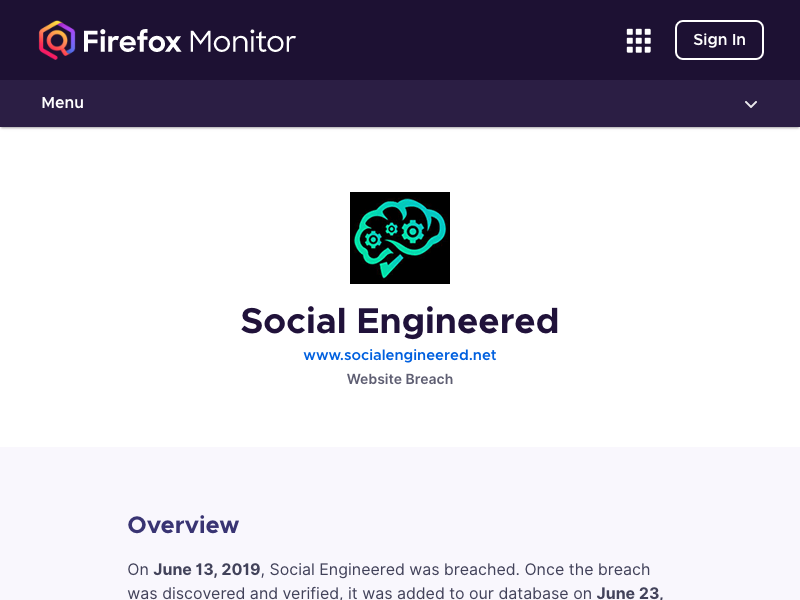 Firefox Monitor
Sign In
Menu
Social Engineered
www.socialengineered.net
Website Breach
Overview
On June 13, 2019, Social Engineered was breached. Once the breach
was discovered and verified, it was added to our database on June 23,